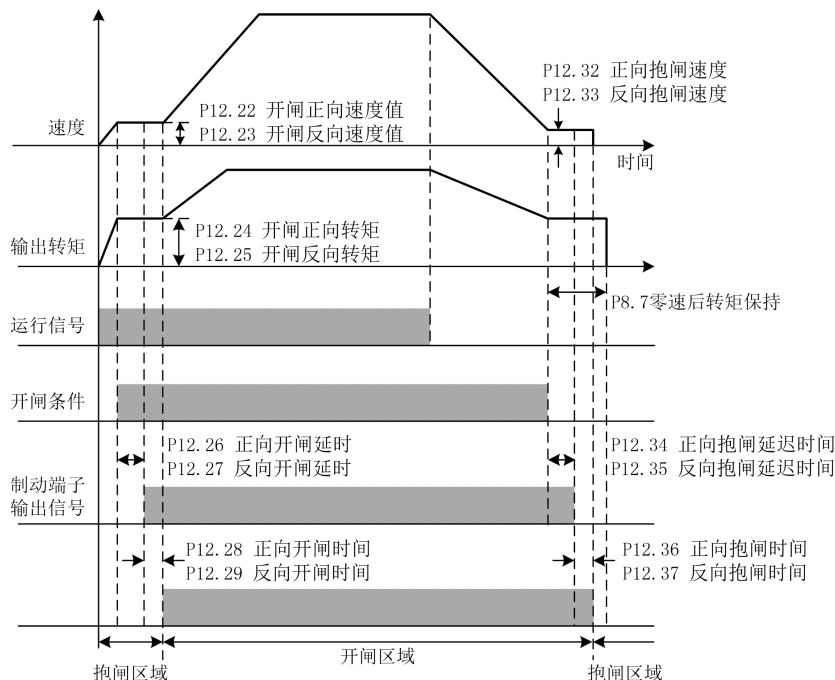 P12.32 正向抱闸速度
P12.33 反向抱闸速度
P12.22 开闸正向速度值
P12.23 开闸反向速度值
速度
时间
P12.24 开闸正向转矩
P12.25 开闸反向转矩
输出转矩
P8.7零速后转矩保持
运行信号
开闸条件
P12.26 正向开闸延时
P12.27 反向开闸延时
P12.34 正向抱闸延迟时间
P12.35 反向抱闸延迟时间
制动端子
输出信号
P12.28 正向开闸时间
P12.29 反向开闸时间
P12.36 正向抱闸时间
P12.37 反向抱闸时间
抱闸区域
开闸区域
抱闸区域